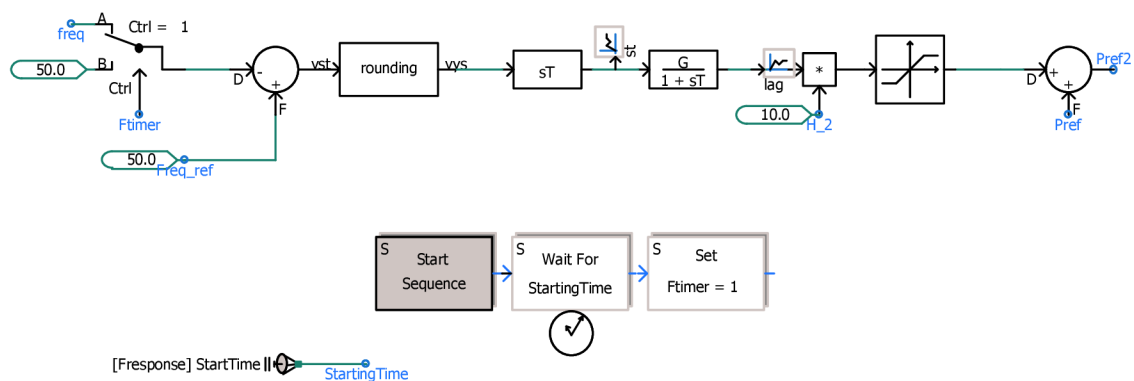 A
Ctrl = 1
freq
50.0
B
Ctrl
Ftimer
D
-
+
F
50.0
Freq_ref
vst
rounding
vys
sT
st
G
1 + sT
lag
*
10.0
H_2
D
+
+
F
Pref
Pref2
S
Start
Sequence
S
Wait For
StartingTime
S
Set
Ftimer = 1
[Fresponse] StartTime
StartingTime